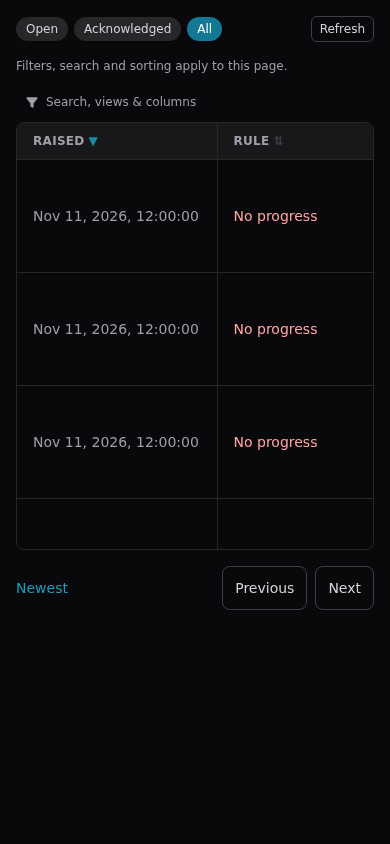 Open Acknowledged All Refresh
Filters, search and sorting apply to this page.
Search, views & columns
RAISED ▼ RULE ⇅
Nov 11, 2026, 12:00:00 No progress
Nov 11, 2026, 12:00:00 No progress
Nov 11, 2026, 12:00:00 No progress
Newest Previous Next